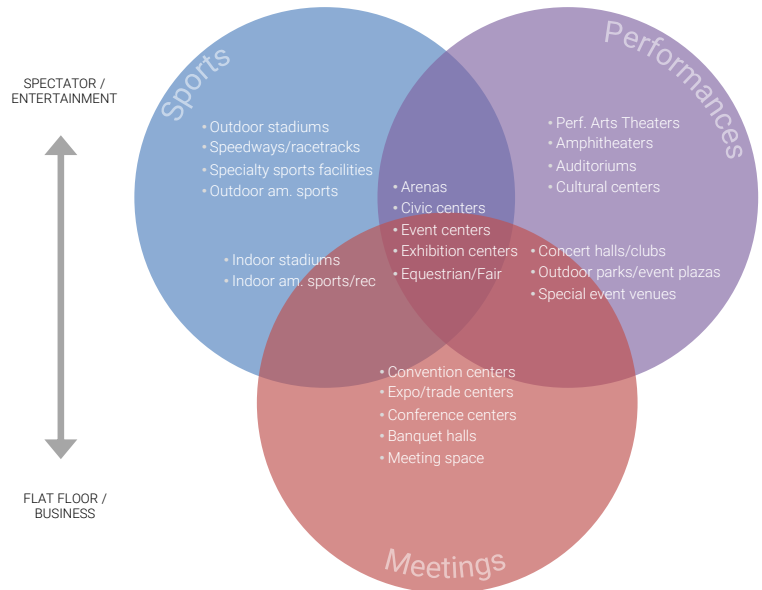 Sports
Performances
SPECTATOR /
ENTERTAINMENT
• Outdoor stadiums
• Speedways/racetracks
• Specialty sports facilities
• Outdoor am. sports
• Perf. Arts Theaters
• Amphitheaters
• Auditoriums
• Cultural centers
• Arenas
• Civic centers
• Event centers
• Exhibition centers
• Equestrian/Fair
• Indoor stadiums
• Indoor am. sports/rec
• Concert halls/clubs
• Outdoor parks/event plazas
• Special event venues
• Convention centers
• Expo/trade centers
• Conference centers
• Banquet halls
• Meeting space
FLAT FLOOR /
BUSINESS
Meetings